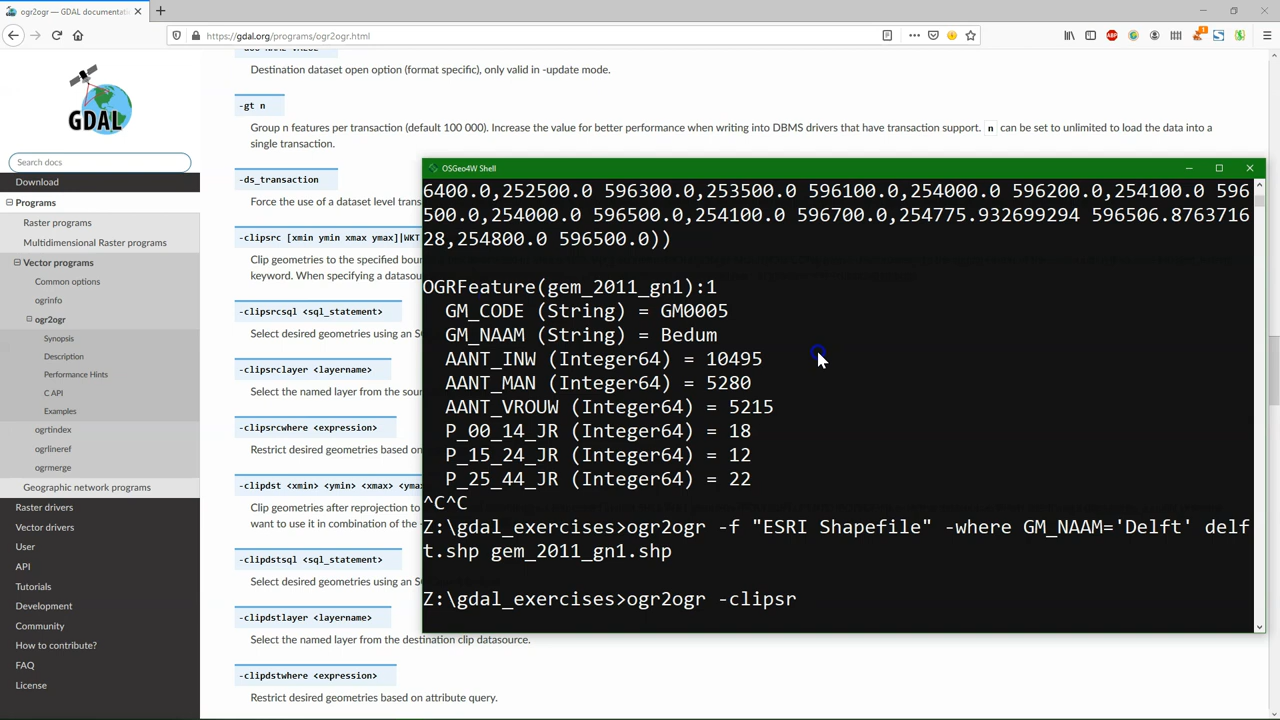 ogr2ogr — GDAL documentati
https://gdal.org/programs/ogr2ogr.html
GDAL
Search docs
Download
Programs
Raster programs
Multidimensional Raster programs
Vector programs
Common options
ogrinfo
ogr2ogr
Synopsis
Description
Performance Hints
C API
Examples
ogrtindex
ogrlineref
ogrmerge
Geographic network programs
Raster drivers
Vector drivers
User
API
Tutorials
Development
Community
How to contribute?
FAQ
License
Destination dataset open option (format specific), only valid in -update mode.
-gt n
Group n features per transaction (default 100 000). Increase the value for better performance when writing into DBMS drivers that have transaction support. n can be set to unlimited to load the data into
a single transaction.
-ds_transaction
Force the use of a dataset level trans
-clipsrc [xmin ymin xmax ymax]|WKT
Clip geometries to the specified boun
keyword. When specifying a datasou
-clipsrcsql <sql_statement>
Select desired geometries using an S
-clipsrclayer <layername>
Select the named layer from the sour
-clipsrcwhere <expression>
Restrict desired geometries based on
-clipdst <xmin> <ymin> <xmax> <yma
Clip geometries after reprojection to
want to use it in combination of the
-clipdstsql <sql_statement>
Select desired geometries using an S
-clipdstlayer <layername>
Select the named layer from the destination clip datasource.
-clipdstwhere <expression>
Restrict desired geometries based on attribute query.
OSGeo4W Shell
6400.0,252500.0 596300.0,253500.0 596100.0,254000.0 596200.0,254100.0 596
500.0,254000.0 596500.0,254100.0 596700.0,254775.932699294 596506.8763716
28,254800.0 596500.0))
OGRFeature(gem_2011_gn1):1
GM_CODE (String) = GM0005
GM_NAAM (String) = Bedum
AANT_INW (Integer64) = 10495
AANT_MAN (Integer64) = 5280
AANT_VROUW (Integer64) = 5215
P_00_14_JR (Integer64) = 18
P_15_24_JR (Integer64) = 12
P_25_44_JR (Integer64) = 22
^C^C
Z:\gdal_exercises>ogr2ogr -f "ESRI Shapefile" -where GM_NAAM='Delft' delf
t.shp gem_2011_gn1.shp
Z:\gdal_exercises>ogr2ogr -clipsr